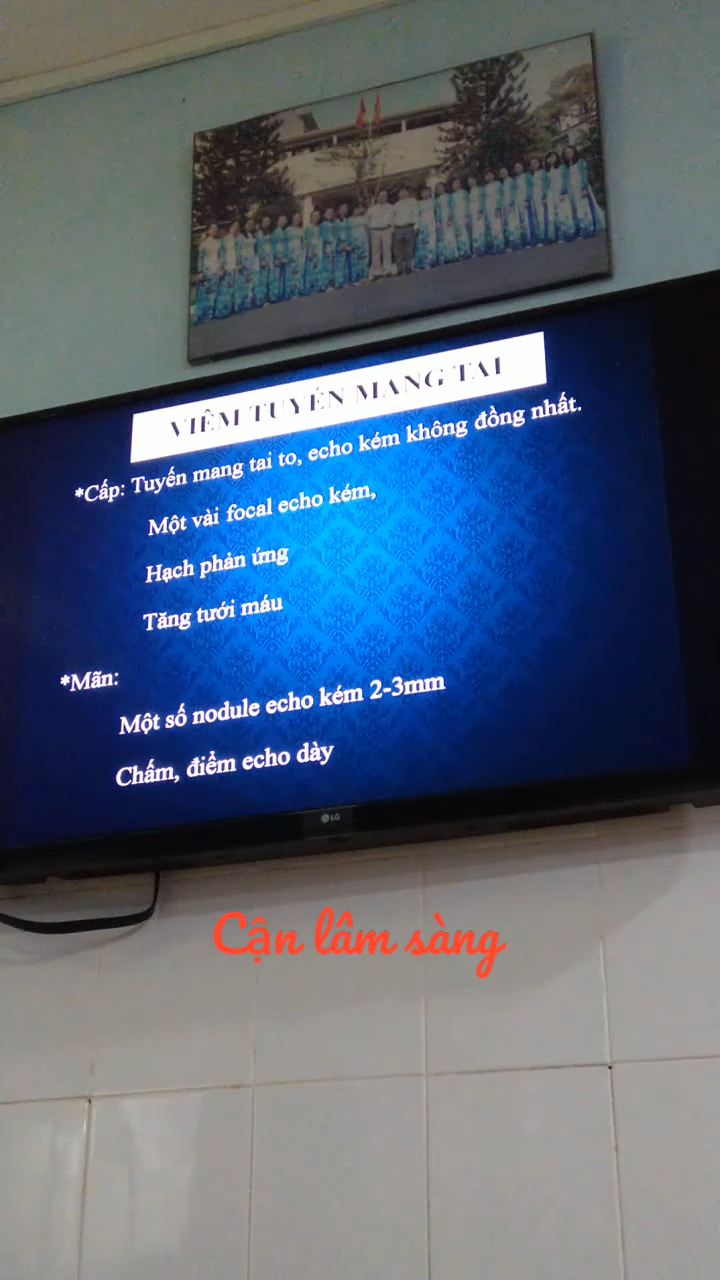 VIÊM TUYẾN MANG TAI
*Cấp: Tuyến mang tai to, echo kém không đồng nhất.
Một vài focal echo kém,
Hạch phản ứng
Tăng tưới máu
*Mãn:
Một số nodule echo kém 2-3mm
Chấm, điểm echo dày
LG
Cận lâm sàng